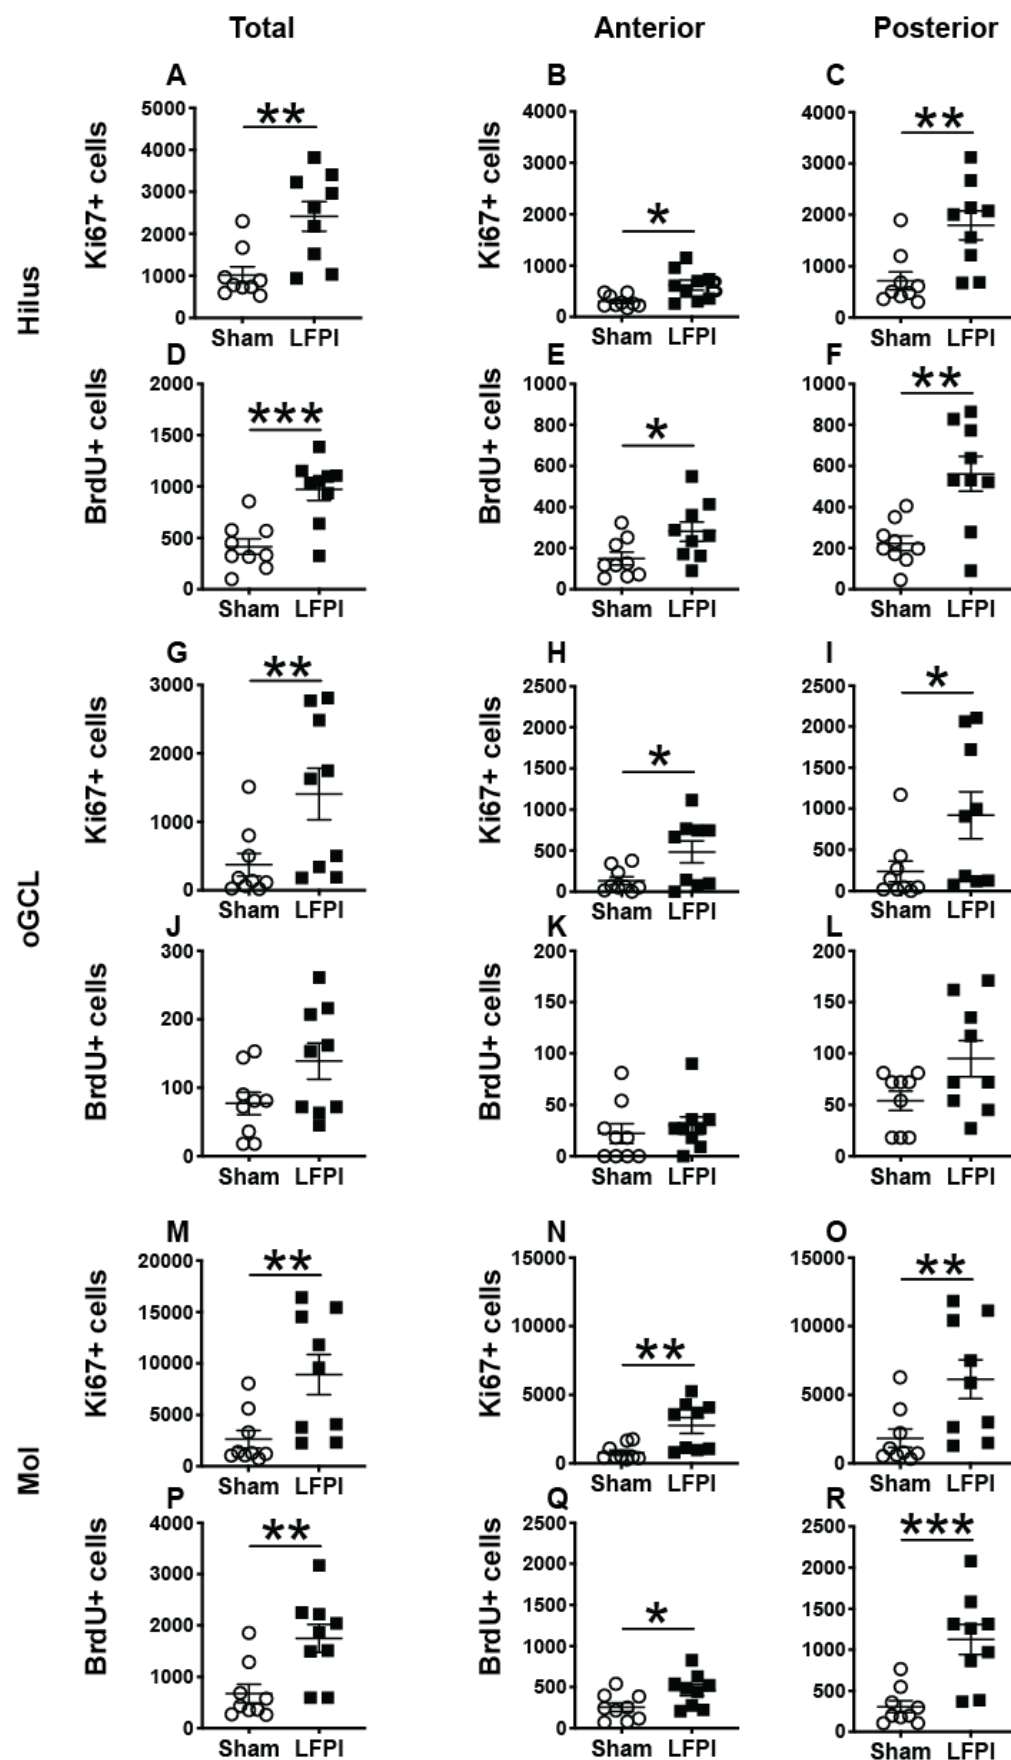 Total Anterior Posterior
Hilus
A B C
Ki67+ cells Ki67+ cells Ki67+ cells
5000 4000 3000 2000 1000 0
**
Sham LFPI
4000 3000 2000 1000 0
*
Sham LFPI
4000 3000 2000 1000 0
**
Sham LFPI
D E F
BrdU+ cells BrdU+ cells BrdU+ cells
2000 1500 1000 500 0
***
Sham LFPI
1000 800 600 400 200 0
*
Sham LFPI
1000 800 600 400 200 0
**
Sham LFPI
oGCL
G H I
Ki67+ cells Ki67+ cells Ki67+ cells
3000 2000 1000 0
**
Sham LFPI
2500 2000 1500 1000 500 0
*
Sham LFPI
2500 2000 1500 1000 500 0
*
Sham LFPI
J K L
BrdU+ cells BrdU+ cells BrdU+ cells
300 200 100 0
Sham LFPI
200 150 100 50 0
Sham LFPI
200 150 100 50 0
Sham LFPI
Mol
M N O
Ki67+ cells Ki67+ cells Ki67+ cells
20000 15000 10000 5000 0
**
Sham LFPI
15000 10000 5000 0
**
Sham LFPI
15000 10000 5000 0
**
Sham LFPI
P Q R
BrdU+ cells BrdU+ cells BrdU+ cells
4000 3000 2000 1000 0
**
Sham LFPI
2500 2000 1500 1000 500 0
*
Sham LFPI
2500 2000 1500 1000 500 0
***
Sham LFPI